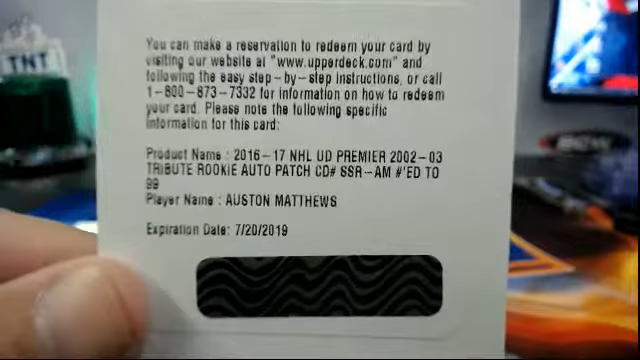 You can make a reservation to redeem your card by
visiting our website at "www.upperdeck.com" and
following the easy step-by-step instructions, or call
1-800-873-7332 for information on how to redeem
your card. Please note the following specific
information for this card:
Product Name : 2016-17 NHL UD PREMIER 2002-03
TRIBUTE ROOKIE AUTO PATCH CD# SSR-AM #'ED TO
99
Player Name : AUSTON MATTHEWS
Expiration Date: 7/20/2019
TNT